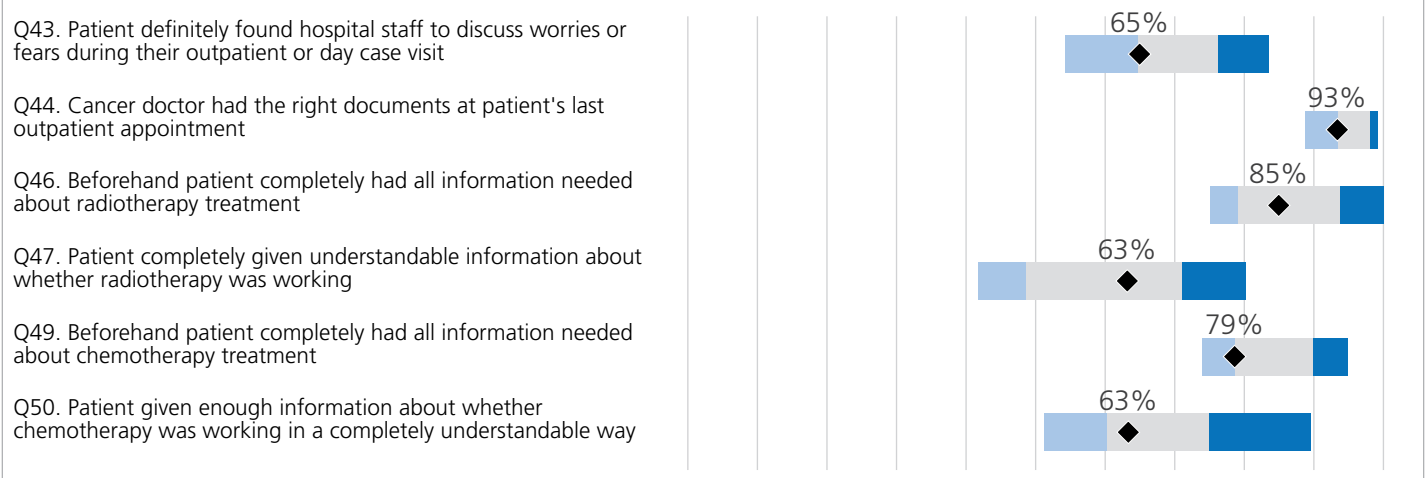 Q43. Patient definitely found hospital staff to discuss worries or
fears during their outpatient or day case visit
65%
Q44. Cancer doctor had the right documents at patient's last
outpatient appointment
93%
Q46. Beforehand patient completely had all information needed
about radiotherapy treatment
85%
Q47. Patient completely given understandable information about
whether radiotherapy was working
63%
Q49. Beforehand patient completely had all information needed
about chemotherapy treatment
79%
Q50. Patient given enough information about whether
chemotherapy was working in a completely understandable way
63%